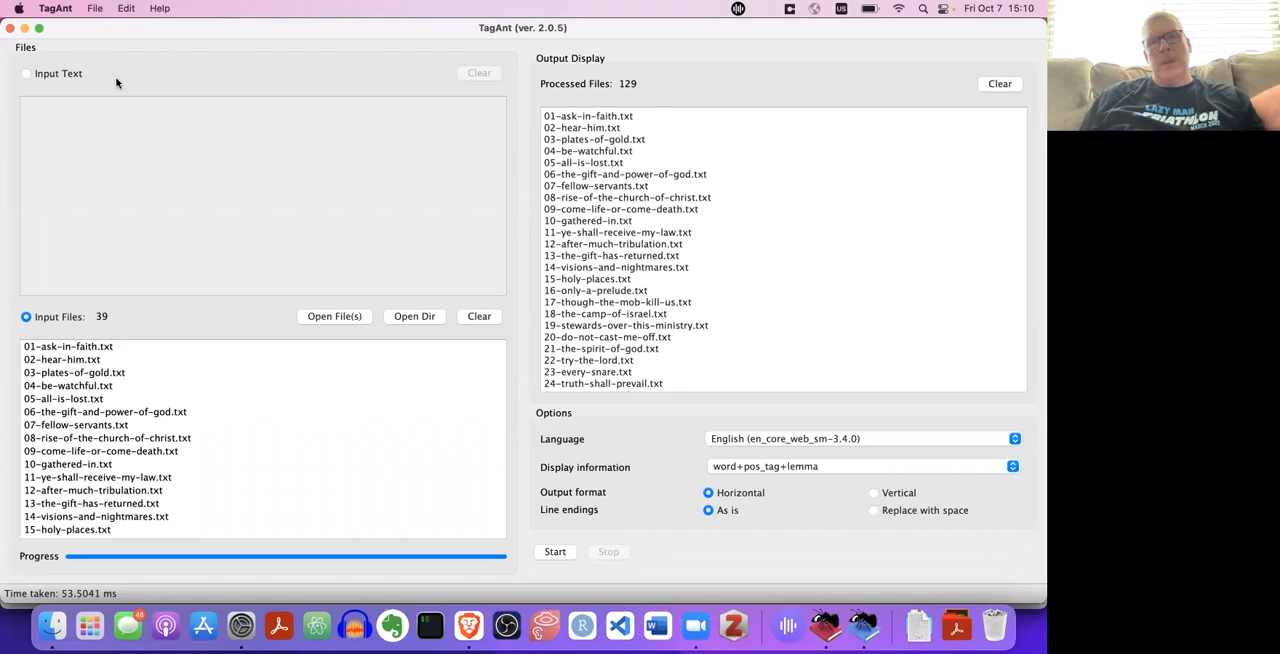 TagAnt File Edit Help
US Fri Oct 7 15:10
TagAnt (ver. 2.0.5)
Files
Input Text
Clear
Input Files: 39
Open File(s)
Open Dir
Clear
01-ask-in-faith.txt
02-hear-him.txt
03-plates-of-gold.txt
04-be-watchful.txt
05-all-is-lost.txt
06-the-gift-and-power-of-god.txt
07-fellow-servants.txt
08-rise-of-the-church-of-christ.txt
09-come-life-or-come-death.txt
10-gathered-in.txt
11-ye-shall-receive-my-law.txt
12-after-much-tribulation.txt
13-the-gift-has-returned.txt
14-visions-and-nightmares.txt
15-holy-places.txt
Progress
Time taken: 53.5041 ms
Output Display
Processed Files: 129
Clear
01-ask-in-faith.txt
02-hear-him.txt
03-plates-of-gold.txt
04-be-watchful.txt
05-all-is-lost.txt
06-the-gift-and-power-of-god.txt
07-fellow-servants.txt
08-rise-of-the-church-of-christ.txt
09-come-life-or-come-death.txt
10-gathered-in.txt
11-ye-shall-receive-my-law.txt
12-after-much-tribulation.txt
13-the-gift-has-returned.txt
14-visions-and-nightmares.txt
15-holy-places.txt
16-only-a-prelude.txt
17-though-the-mob-kill-us.txt
18-the-camp-of-israel.txt
19-stewards-over-this-ministry.txt
20-do-not-cast-me-off.txt
21-the-spirit-of-god.txt
22-try-the-lord.txt
23-every-snare.txt
24-truth-shall-prevail.txt
Options
Language
English (en_core_web_sm-3.4.0)
Display information
word+pos_tag+lemma
Output format
Horizontal
Vertical
Line endings
As is
Replace with space
Start
Stop
46
LAZY MAN
TRIATHLON
MARCH 2022